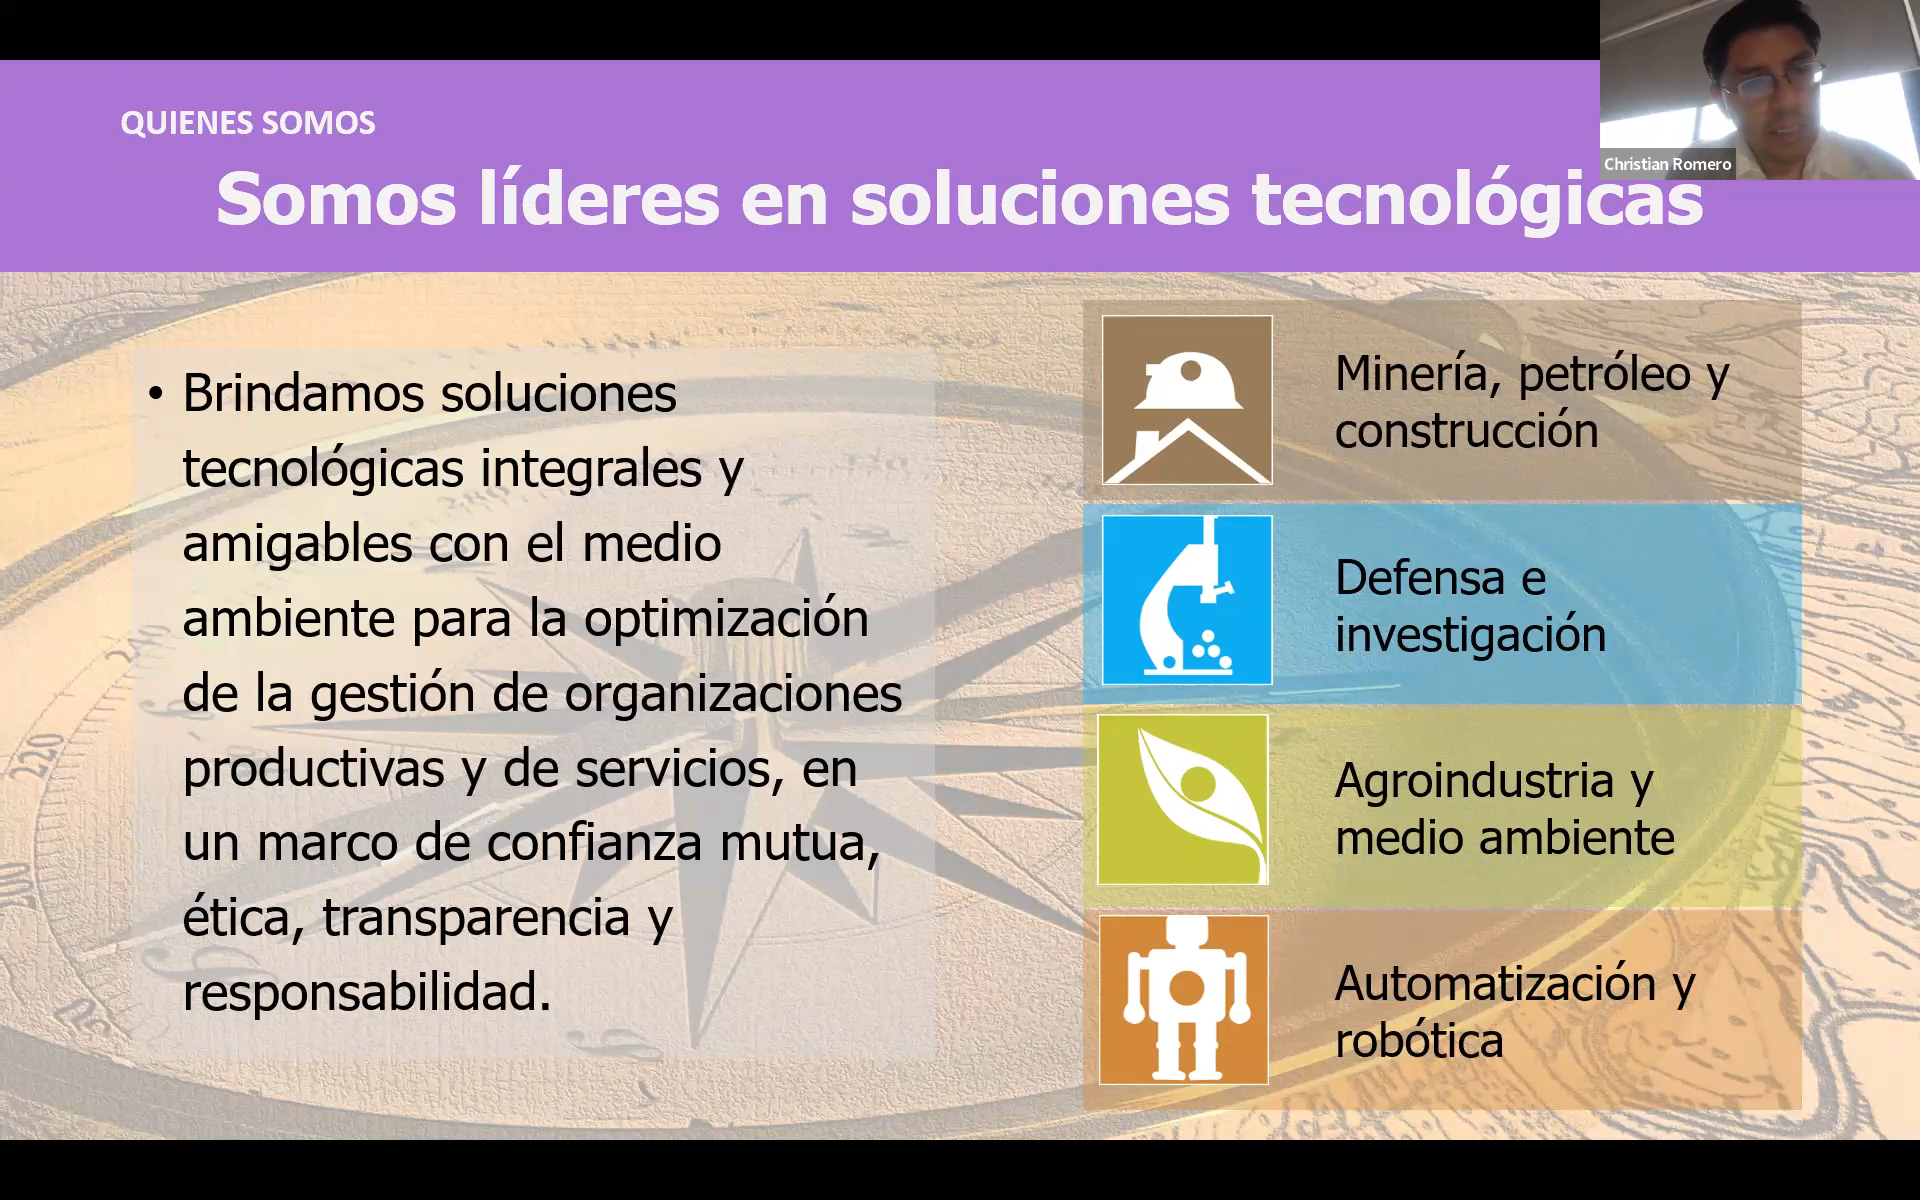 QUIENES SOMOS
Somos líderes en soluciones tecnológicas
Christian Romero
• Brindamos soluciones
tecnológicas integrales y
amigables con el medio
ambiente para la optimización
de la gestión de organizaciones
productivas y de servicios, en
un marco de confianza mutua,
ética, transparencia y
responsabilidad.
Minería, petróleo y
construcción
Defensa e
investigación
Agroindustria y
medio ambiente
Automatización y
robótica
220
240